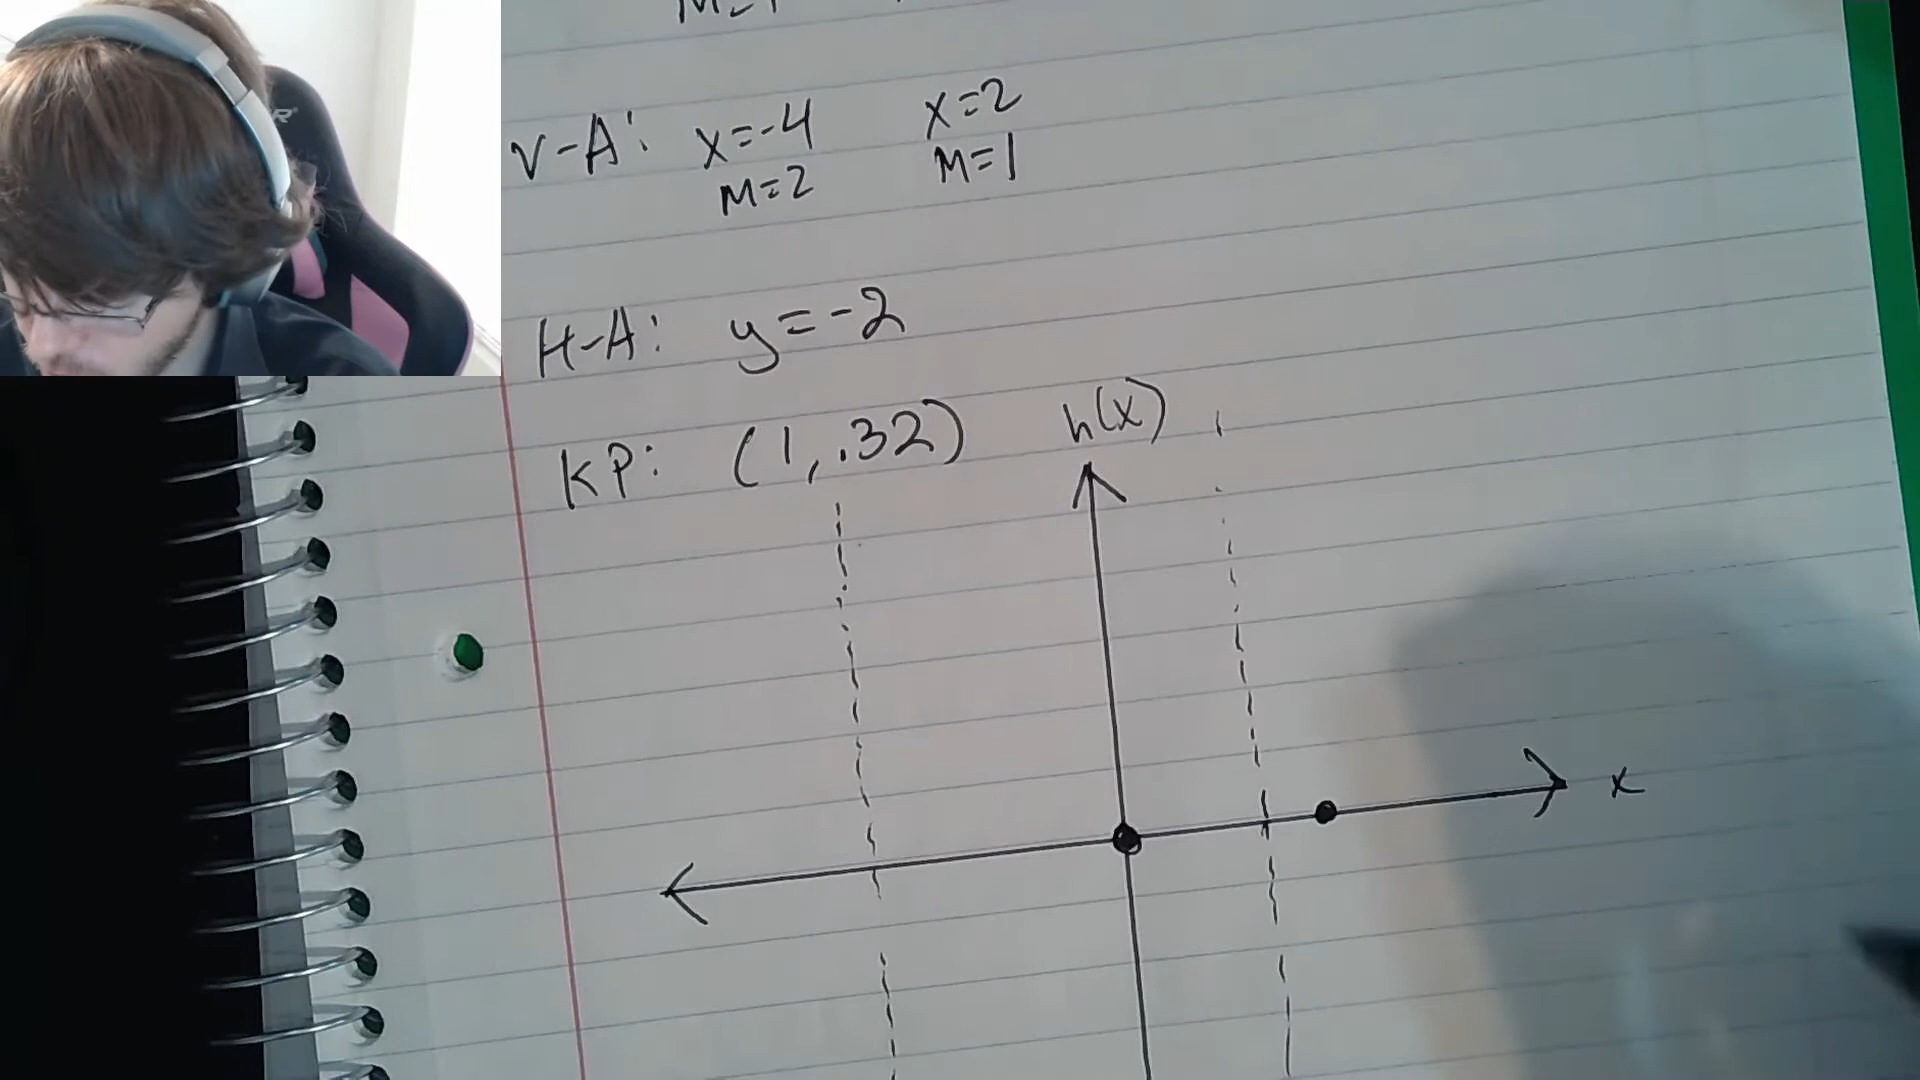 V-A: x=-4 x=2
M=2 M=1
H-A: y=-2
KP: (1, .32) h(x)
x